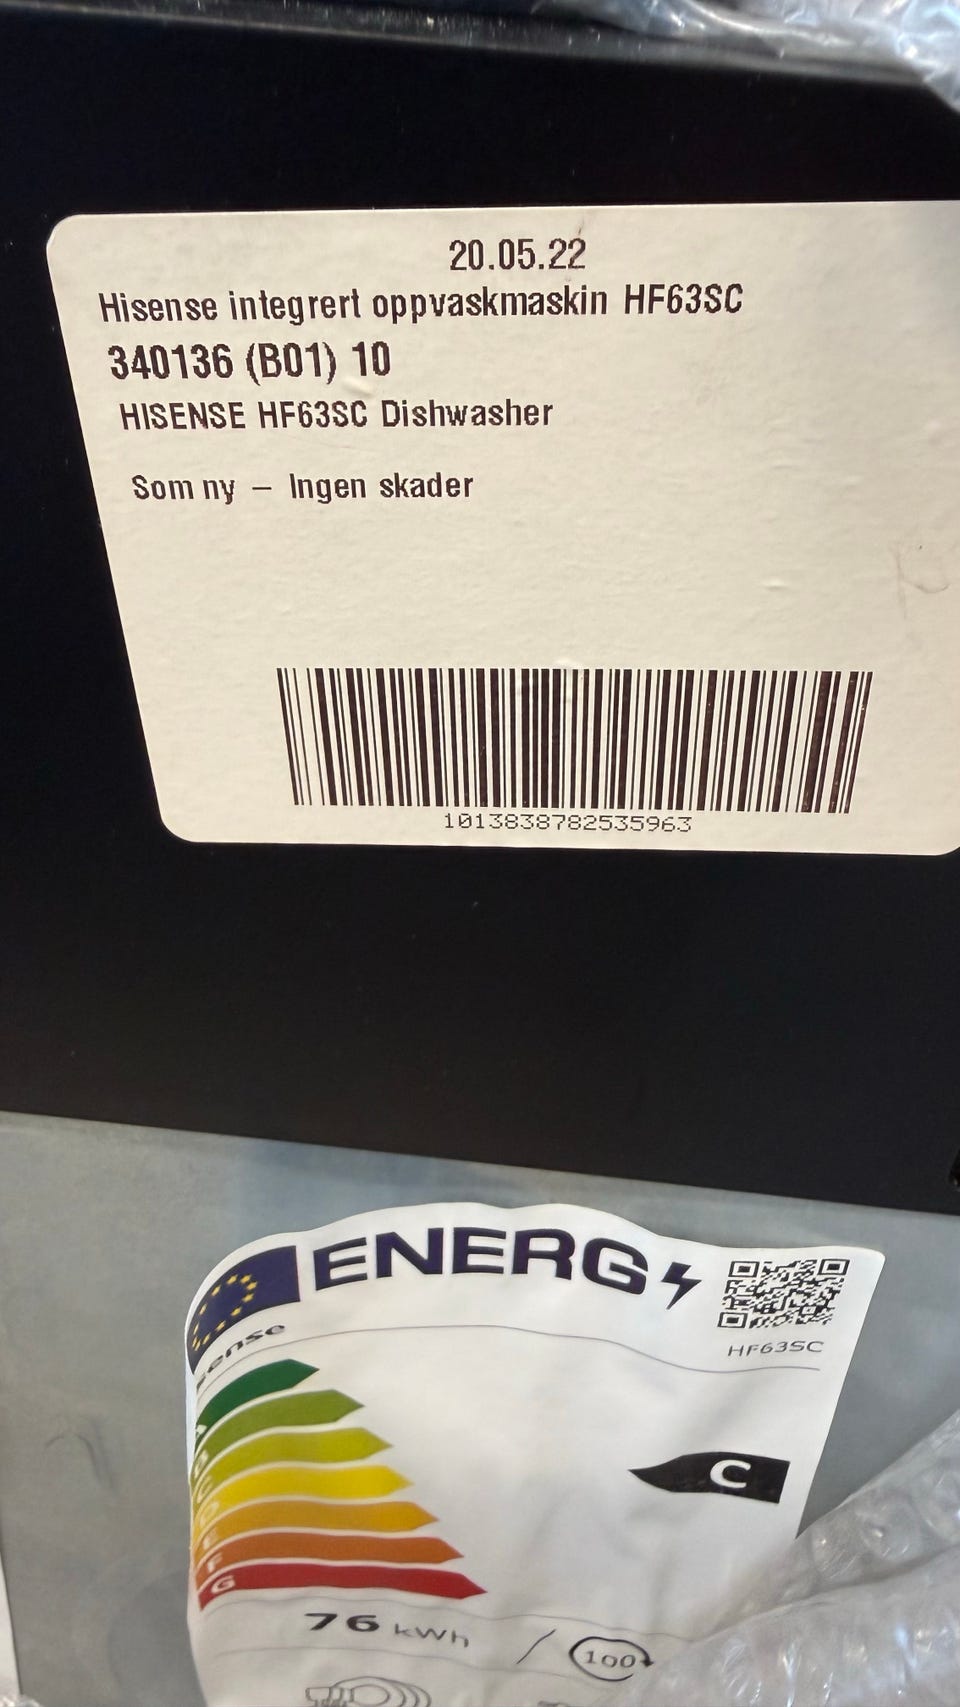 20.05.22
Hisense integrert oppvaskmaskin HF63SC
340136 (B01) 10
HISENSE HF63SC Dishwasher
Som ny – Ingen skader
1013838782535963
ENERG
HF63SC
C
G
76 kWh / 100